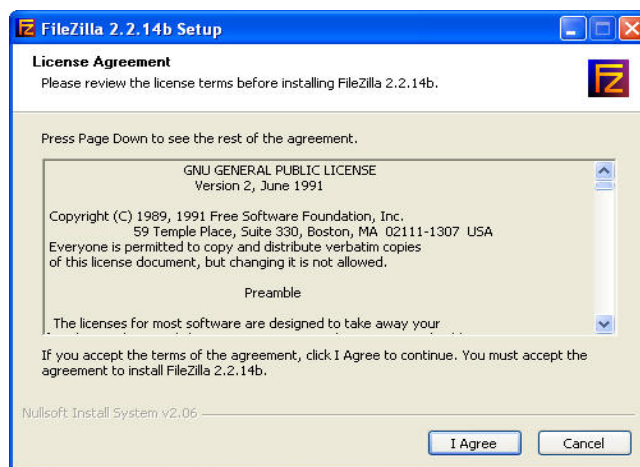 FileZilla 2.2.14b Setup
License Agreement
Please review the license terms before installing FileZilla 2.2.14b.
FZ
Press Page Down to see the rest of the agreement.
GNU GENERAL PUBLIC LICENSE
Version 2, June 1991
Copyright (C) 1989, 1991 Free Software Foundation, Inc.
59 Temple Place, Suite 330, Boston, MA 02111-1307 USA
Everyone is permitted to copy and distribute verbatim copies
of this license document, but changing it is not allowed.
Preamble
The licenses for most software are designed to take away your
If you accept the terms of the agreement, click I Agree to continue. You must accept the
agreement to install FileZilla 2.2.14b.
Nullsoft Install System v2.06
I Agree
Cancel